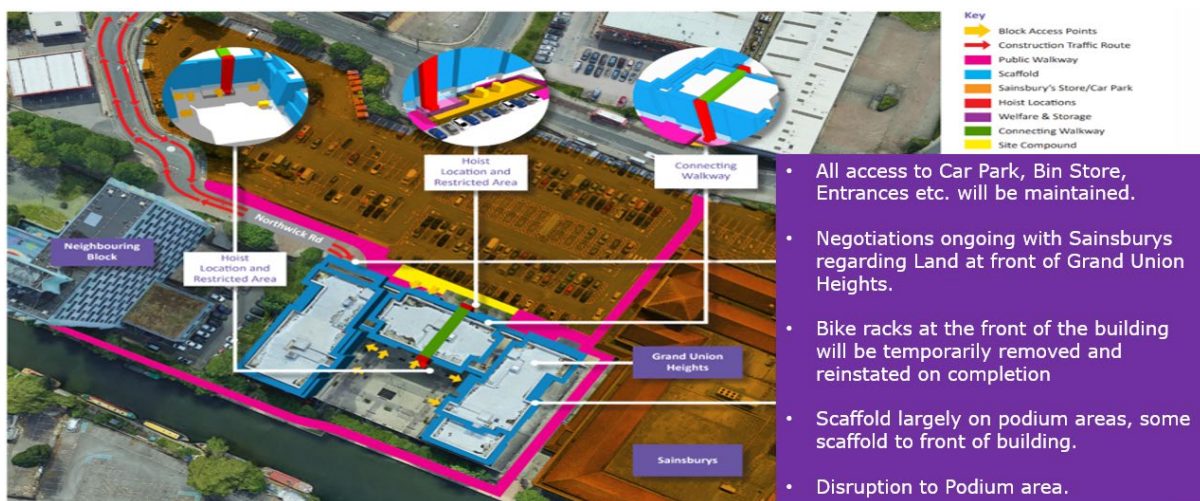 Key
Block Access Points
Construction Traffic Route
Public Walkway
Scaffold
Sainsbury's Store/Car Park
Hoist Locations
Welfare & Storage
Connecting Walkway
Site Compound
Hoist
Location and
Restricted Area
Connecting
Walkway
Northwick Rd
Neighbouring
Block
Hoist
Location and
Restricted Area
Grand Union
Heights
Sainsburys
• All access to Car Park, Bin Store,
Entrances etc. will be maintained.
• Negotiations ongoing with Sainsburys
regarding Land at front of Grand Union
Heights.
• Bike racks at the front of the building
will be temporarily removed and
reinstated on completion
• Scaffold largely on podium areas, some
scaffold to front of building.
• Disruption to Podium area.